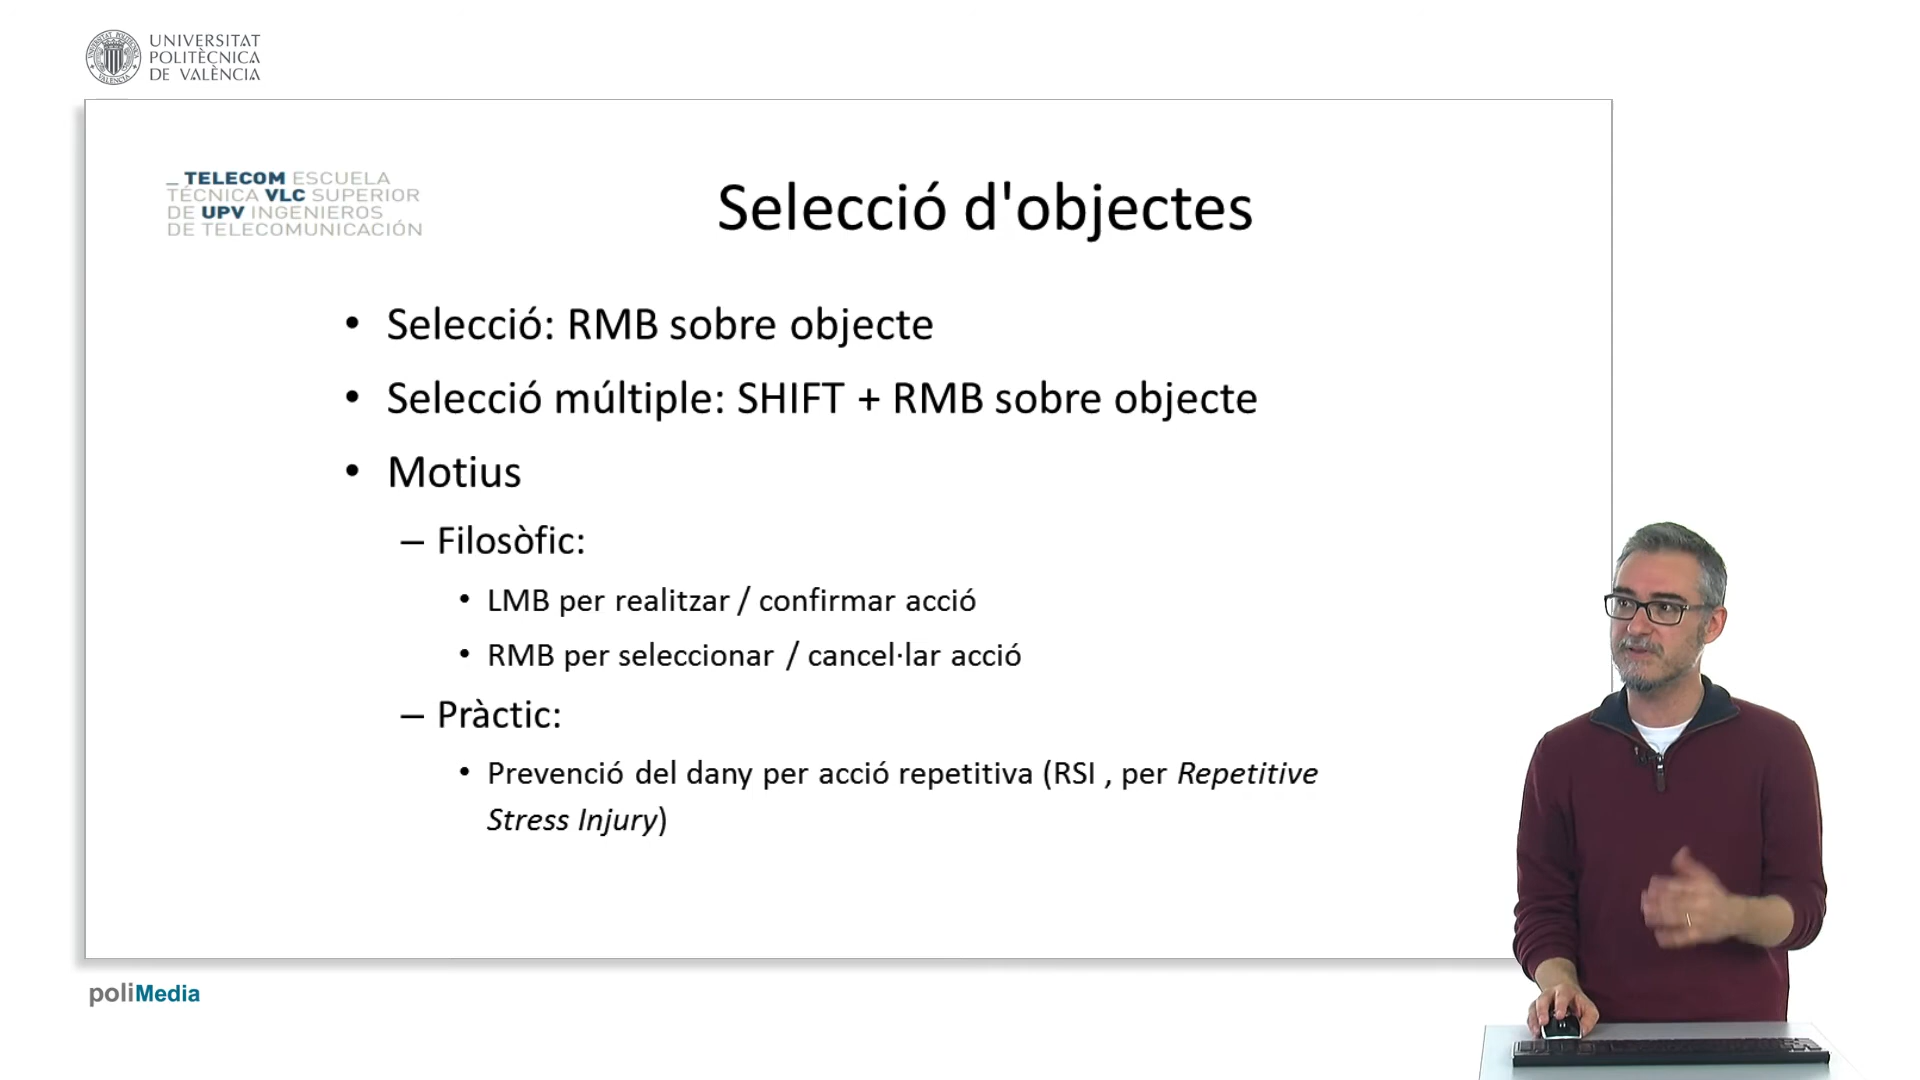 UNIVERSITAT
POLITÈCNICA
DE VALÈNCIA
_ TELECOM ESCUELA
TÉCNICA VLC SUPERIOR
DE UPV INGENIEROS
DE TELECOMUNICACIÓN
Selecció d'objectes
• Selecció: RMB sobre objecte
• Selecció múltiple: SHIFT + RMB sobre objecte
• Motius
– Filosòfic:
• LMB per realitzar / confirmar acció
• RMB per seleccionar / cancel·lar acció
– Pràctic:
• Prevenció del dany per acció repetitiva (RSI , per Repetitive
Stress Injury)
poliMedia